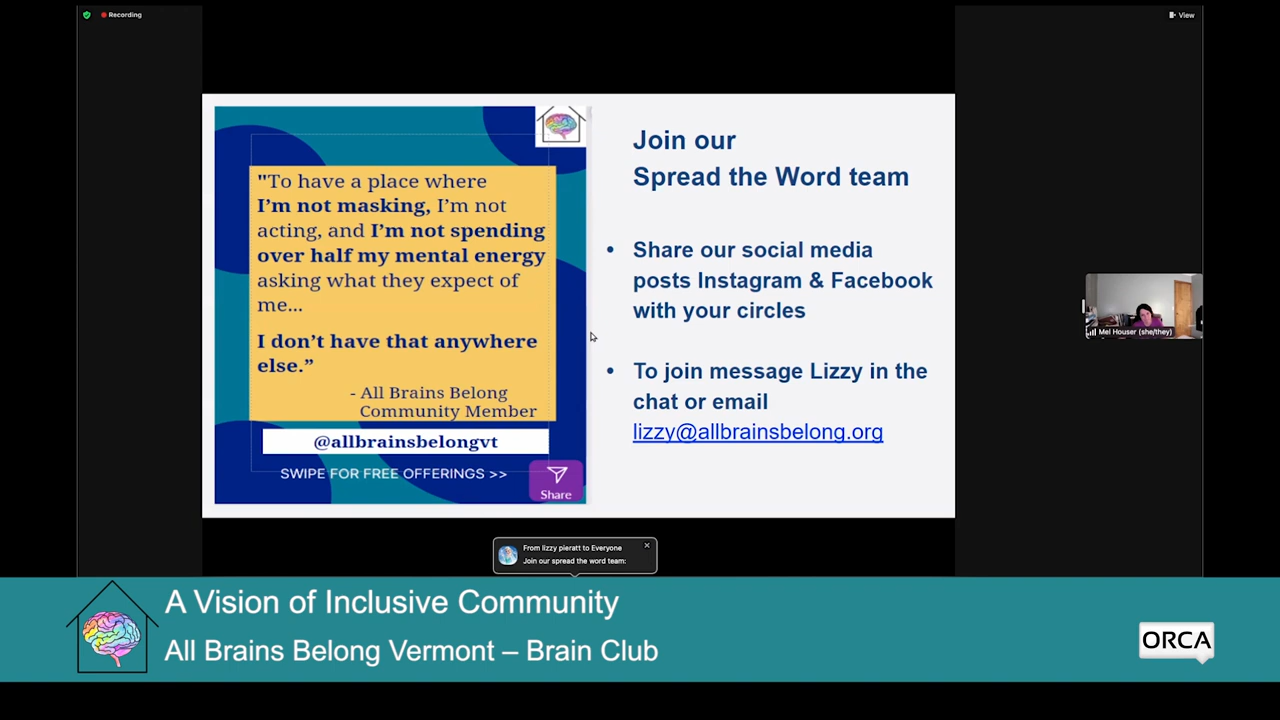 Recording
View
"To have a place where
I'm not masking, I'm not
acting, and I'm not spending
over half my mental energy
asking what they expect of
me...
I don't have that anywhere
else.”
- All Brains Belong
Community Member
@allbrainsbelongvt
SWIPE FOR FREE OFFERINGS >>
Share
Join our
Spread the Word team
• Share our social media
posts Instagram & Facebook
with your circles
• To join message Lizzy in the
chat or email
lizzy@allbrainsbelong.org
Mel Houser (she/they)
From lizzy pieratt to Everyone
Join our spread the word team:
A Vision of Inclusive Community
All Brains Belong Vermont – Brain Club
ORCA